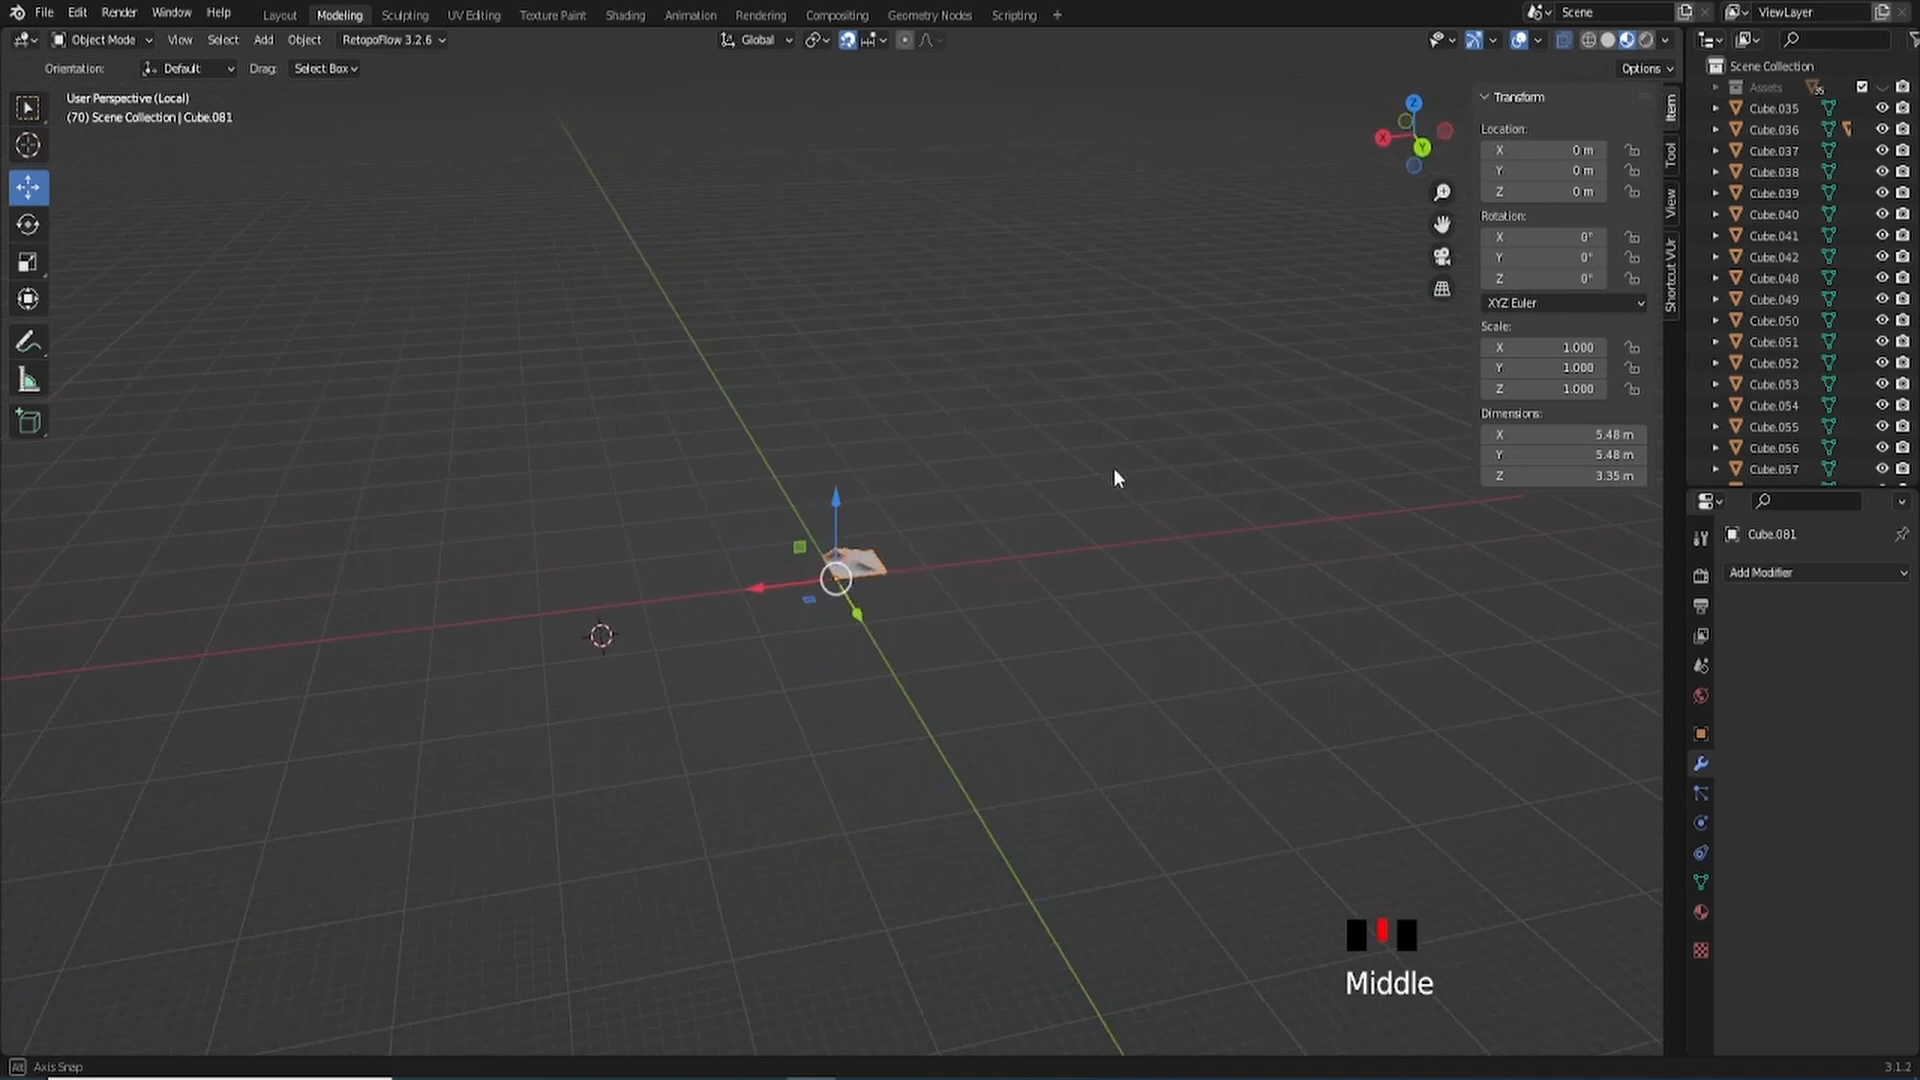 File Edit Render Window Help Layout Modeling Sculpting UV Editing Texture Paint Shading Animation Rendering Compositing Geometry Nodes Scripting + Scene ViewLayer
Object Mode View Select Add Object RetopoFlow 3.2.6 Global
Orientation: Default Drag: Select Box Options
User Perspective (Local)
(70) Scene Collection | Cube.081
Z
X
Y
Transform
Location:
X 0 m
Y 0 m
Z 0 m
Rotation:
X 0°
Y 0°
Z 0°
XYZ Euler
Scale:
X 1.000
Y 1.000
Z 1.000
Dimensions:
X 5.48 m
Y 5.48 m
Z 3.35 m
Item
Tool
View
Shortcut VUr
Scene Collection
Assets 35
Cube.035
Cube.036
Cube.037
Cube.038
Cube.039
Cube.040
Cube.041
Cube.042
Cube.048
Cube.049
Cube.050
Cube.051
Cube.052
Cube.053
Cube.054
Cube.055
Cube.056
Cube.057
Cube.081
Add Modifier
Middle
Alt Axis Snap
3.1.2